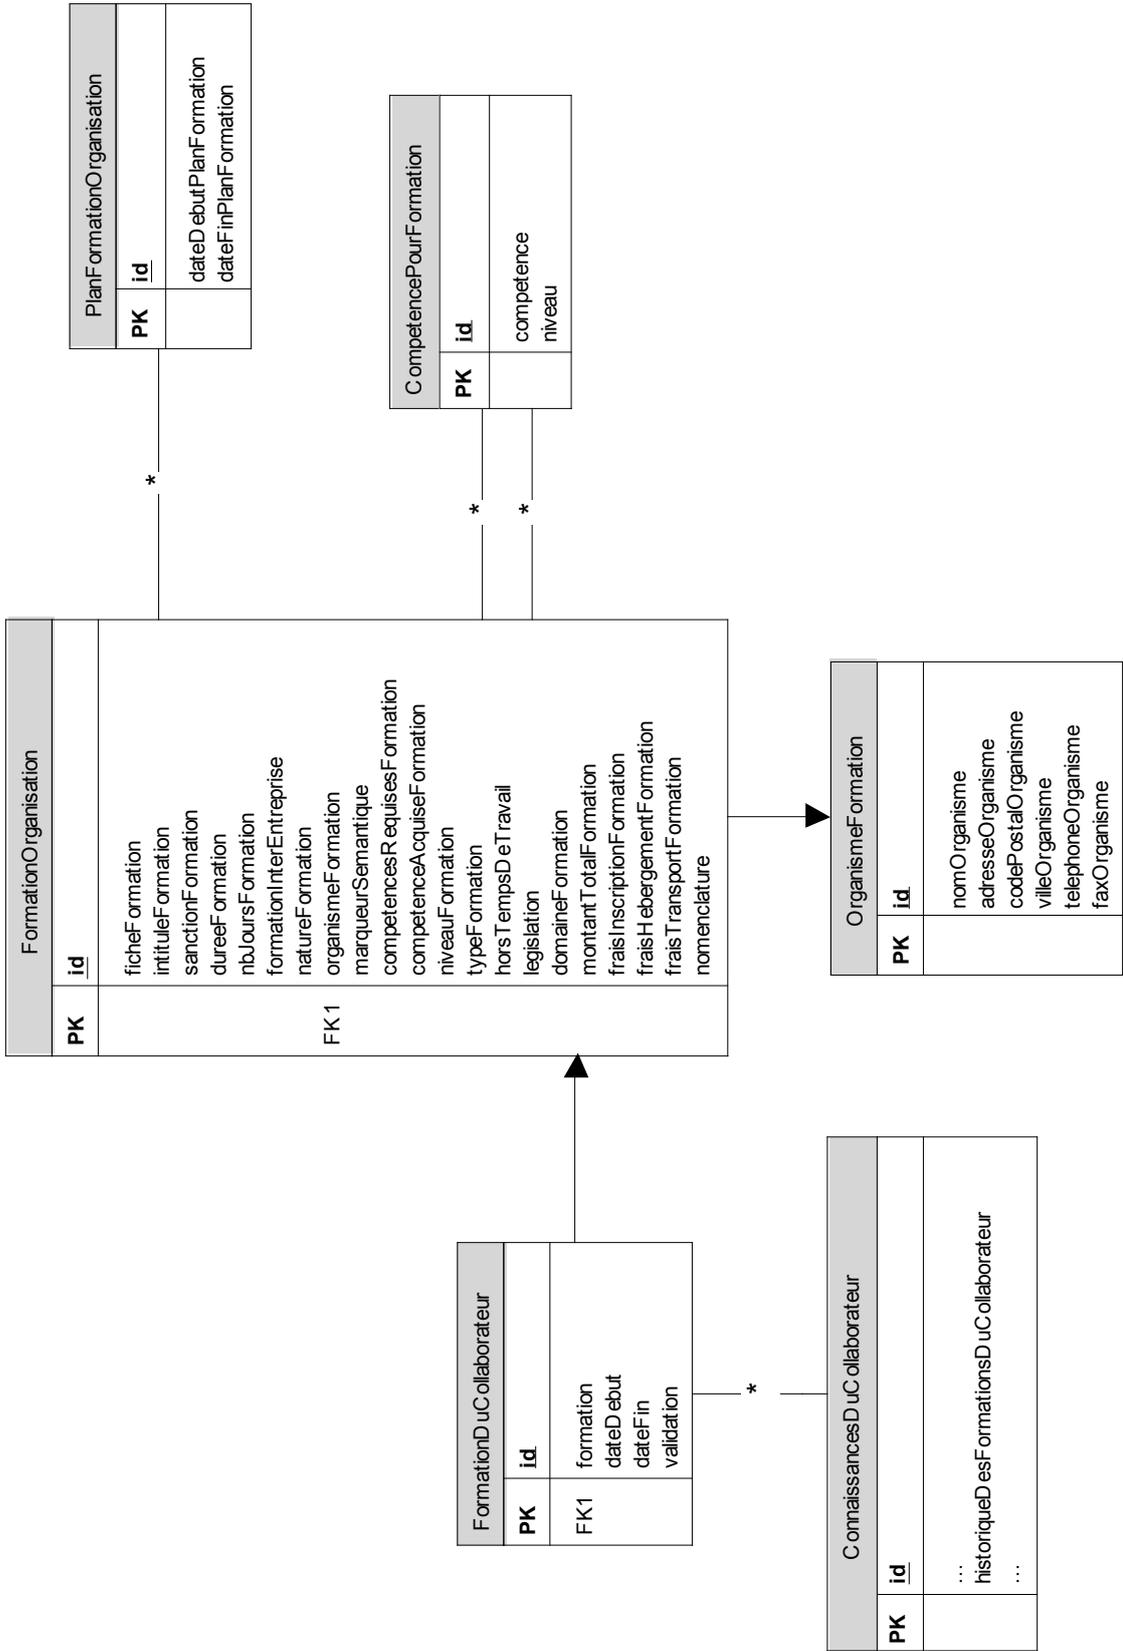 PlanFormationOrganisation
PK id
dateDebutPlanFormation
dateFinPlanFormation
*
CompetencePourFormation
PK id
competence
niveau
*
*
FormationOrganisation
PK id
ficheFormation
intituleFormation
sanctionFormation
dureeFormation
nbJoursFormation
formationInterEntreprise
natureFormation
FK1 organismeFormation
marqueurSemantique
competencesRequisesFormation
competenceAcquiseFormation
niveauFormation
typeFormation
horsTempsDeTravail
legislation
domaineFormation
montantTotalFormation
fraisInscriptionFormation
fraisHebergementFormation
fraisTransportFormation
nomenclature
OrganismeFormation
PK id
nomOrganisme
adresseOrganisme
codePostalOrganisme
villeOrganisme
telephoneOrganisme
faxOrganisme
FormationDuCollaborateur
PK id
FK1 formation
dateDebut
dateFin
validation
*
ConnaissancesDuCollaborateur
PK id
…
historiqueDesFormationsDuCollaborateur
…